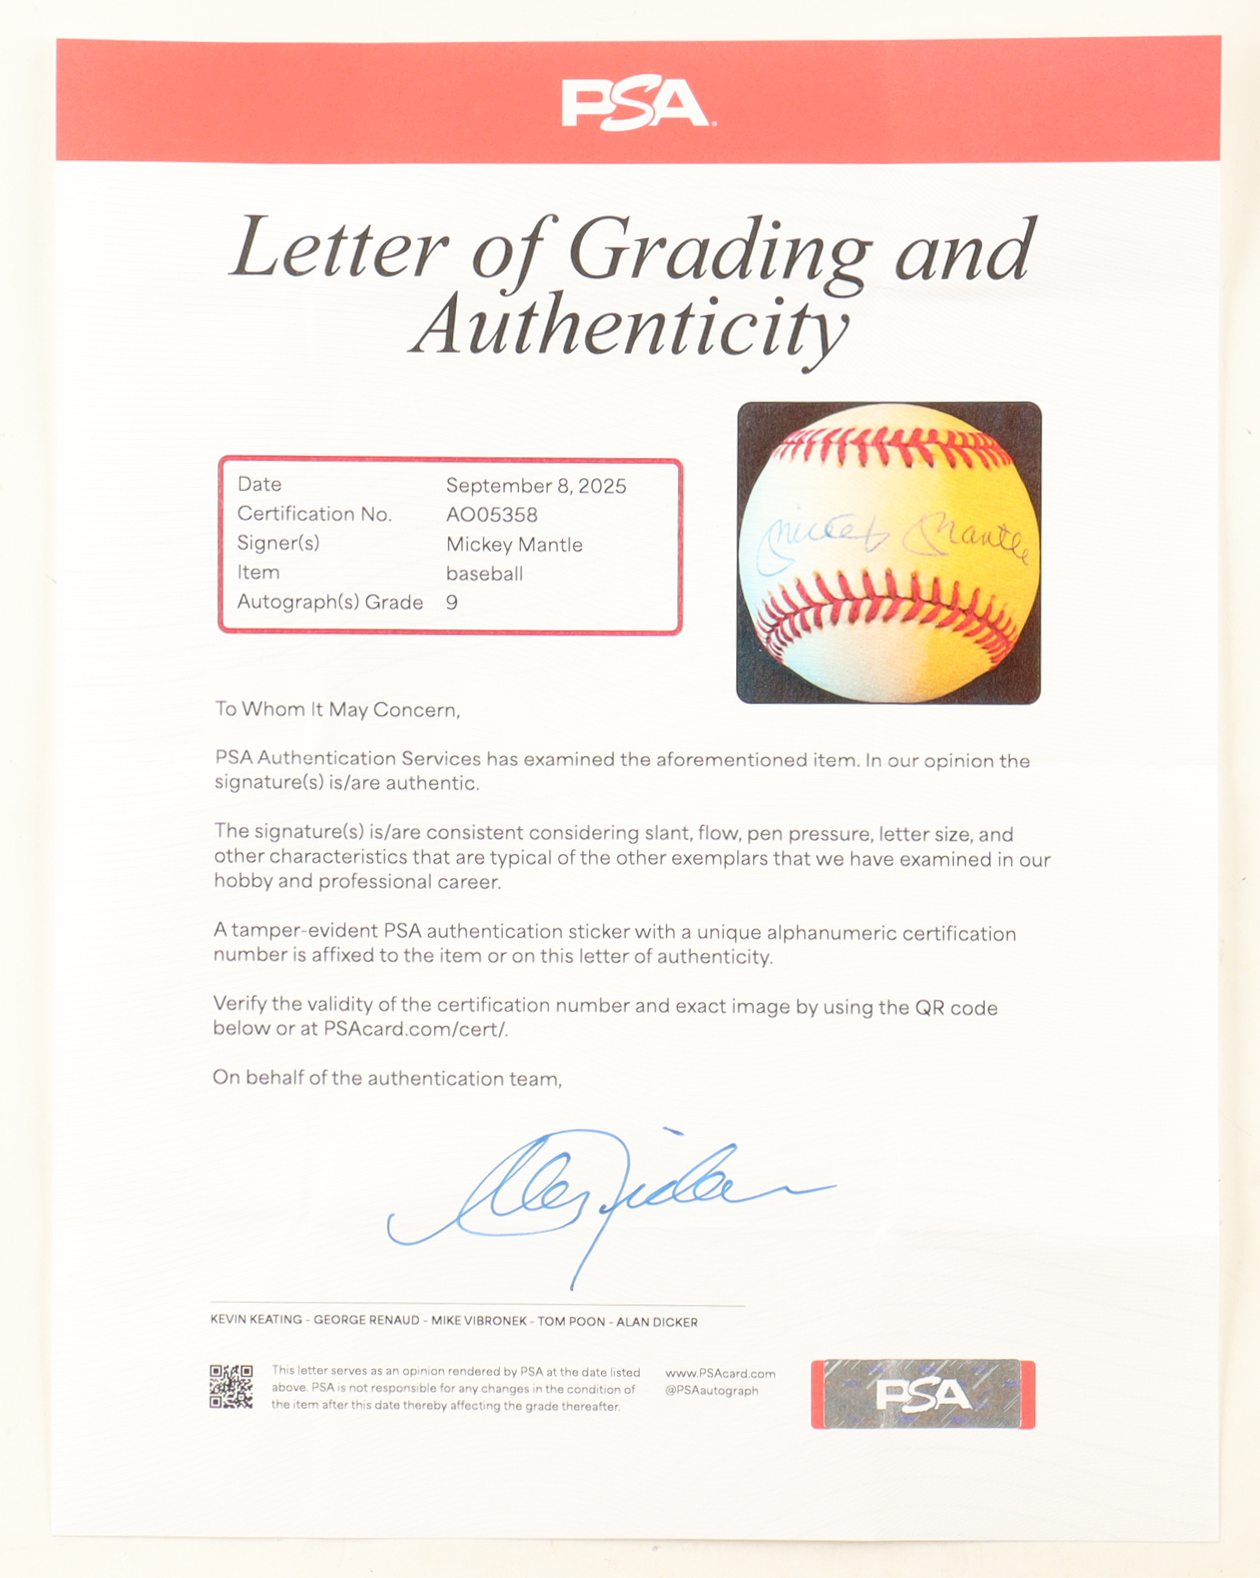 PSA
Letter of Grading and
Authenticity
Date September 8, 2025
Certification No. AO05358
Signer(s) Mickey Mantle
Item baseball
Autograph(s) Grade 9
Mickey Mantle
To Whom It May Concern,
PSA Authentication Services has examined the aforementioned item. In our opinion the
signature(s) is/are authentic.
The signature(s) is/are consistent considering slant, flow, pen pressure, letter size, and
other characteristics that are typical of the other exemplars that we have examined in our
hobby and professional career.
A tamper-evident PSA authentication sticker with a unique alphanumeric certification
number is affixed to the item or on this letter of authenticity.
Verify the validity of the certification number and exact image by using the QR code
below or at PSAcard.com/cert/.
On behalf of the authentication team,
KEVIN KEATING - GEORGE RENAUD - MIKE VIBRONEK - TOM POON - ALAN DICKER
This letter serves as an opinion rendered by PSA at the date listed
above. PSA is not responsible for any changes in the condition of
the item after this date thereby affecting the grade thereafter.
www.PSAcard.com
@PSAautograph
PSA